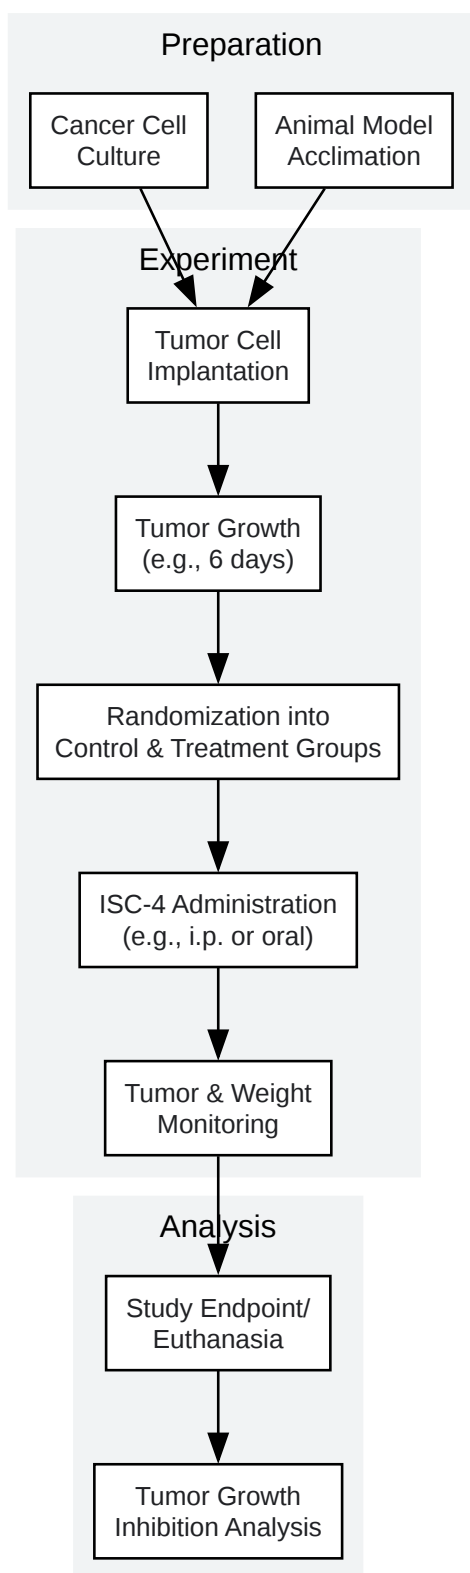 Preparation
Cancer Cell
Culture
Animal Model
Acclimation
Experiment
Tumor Cell
Implantation
Tumor Growth
(e.g., 6 days)
Randomization into
Control & Treatment Groups
ISC-4 Administration
(e.g., i.p. or oral)
Tumor & Weight
Monitoring
Analysis
Study Endpoint/
Euthanasia
Tumor Growth
Inhibition Analysis